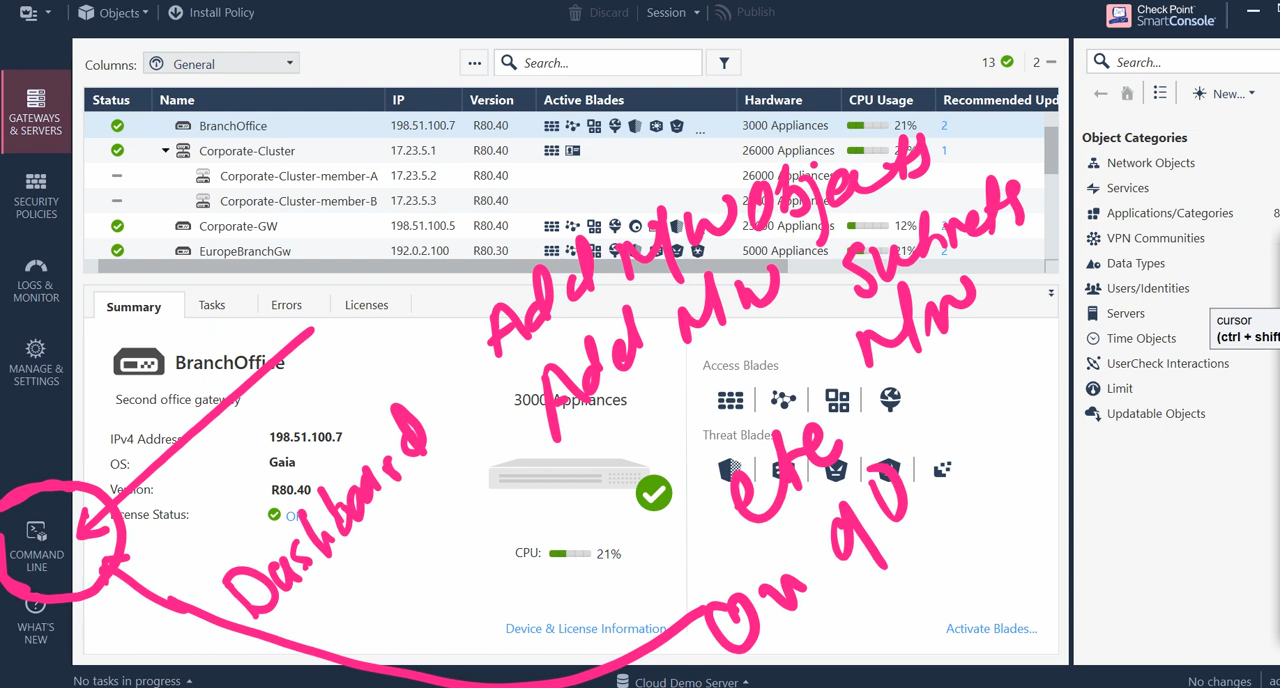 Objects
Install Policy
Discard
Session
Publish
Check Point
SmartConsole
GATEWAYS
& SERVERS
SECURITY
POLICIES
LOGS &
MONITOR
MANAGE &
SETTINGS
COMMAND
LINE
WHAT'S
NEW
Columns:
General
...
Search...
13
2
Status Name IP Version Active Blades Hardware CPU Usage Recommended Upd
BranchOffice 198.51.100.7 R80.40 ... 3000 Appliances 21% 2
Corporate-Cluster 17.23.5.1 R80.40 26000 Appliances 1
Corporate-Cluster-member-A 17.23.5.2 R80.40 26000
Corporate-Cluster-member-B 17.23.5.3 R80.40
Corporate-GW 198.51.100.5 R80.40 12%
EuropeBranchGw 192.0.2.100 R80.30 5000 Appliances 21% 2
Summary Tasks Errors Licenses
BranchOffice
Second office gateway
IPv4 Address: 198.51.100.7
OS: Gaia
Version: R80.40
License Status: OK
3000 Appliances
CPU: 21%
Access Blades
Threat Blades
Device & License Information
Activate Blades...
Add N/W Objects
Add N/W
Subnets
etc
on
Dashboard
Search...
New...
Object Categories
Network Objects
Services
Applications/Categories 8
VPN Communities
Data Types
Users/Identities
Servers
Time Objects
UserCheck Interactions
Limit
Updatable Objects
cursor
(ctrl + shift
No tasks in progress
Cloud Demo Server
No changes